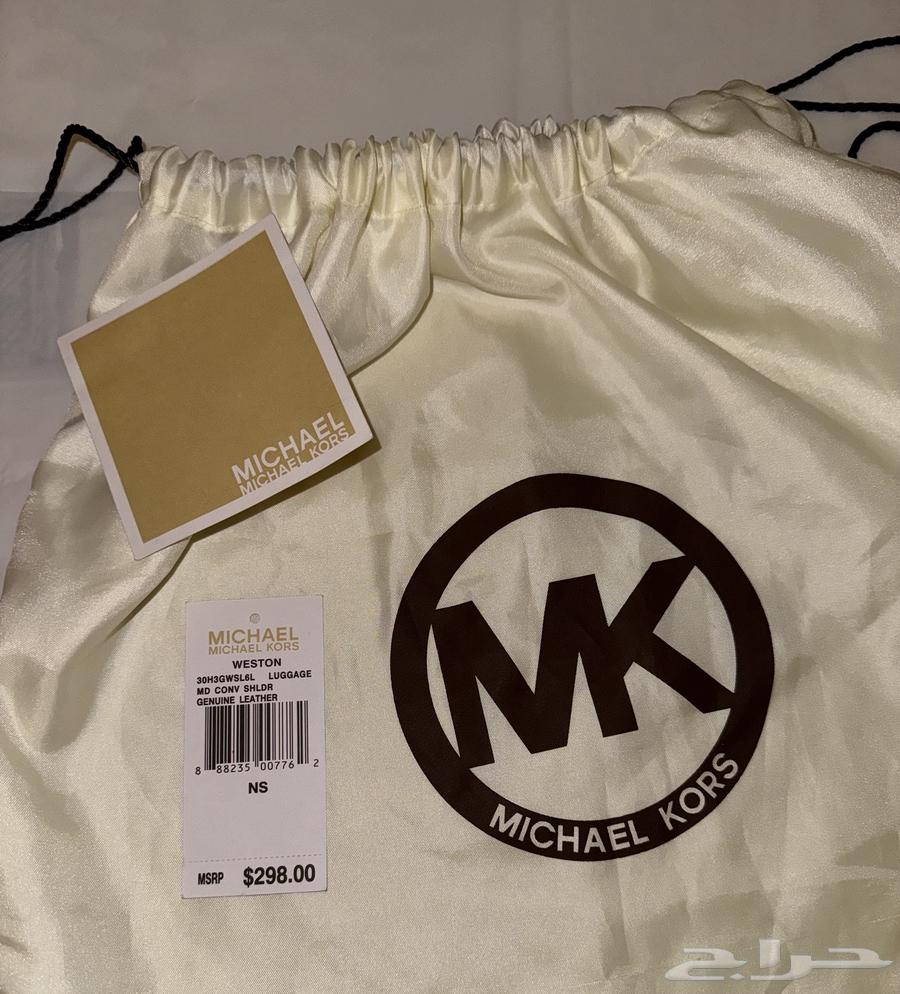 MICHAEL
MICHAEL KORS
MICHAEL
MICHAEL KORS
WESTON
30H3GWSL6L LUGGAGE
MD CONV SHLDR
GENUINE LEATHER
8 88235 00776 2
NS
MSRP $298.00
MK
MICHAEL KORS
حراج